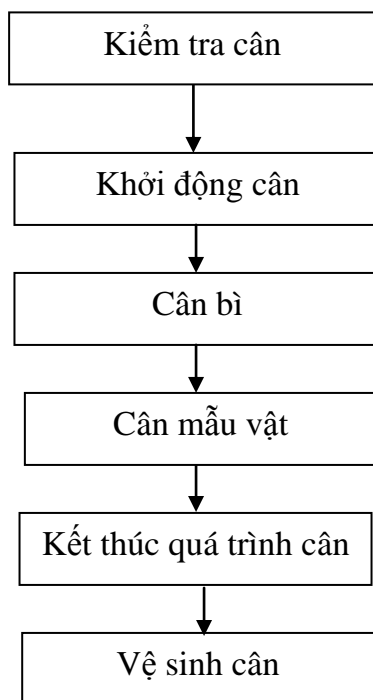 Kiểm tra cân
Khởi động cân
Cân bì
Cân mẫu vật
Kết thúc quá trình cân
Vệ sinh cân